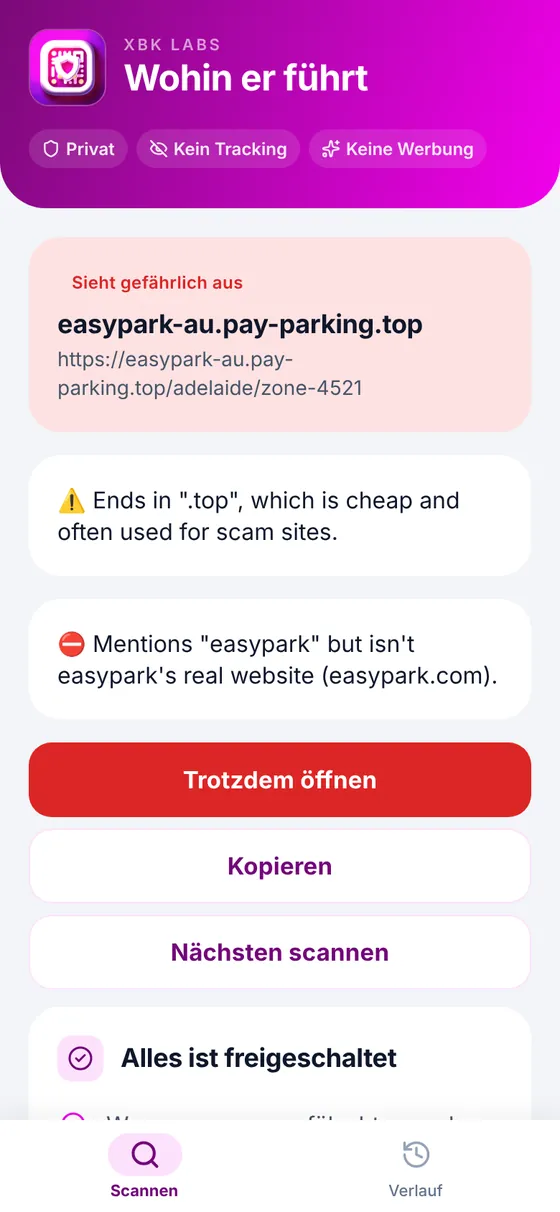 XBK LABS
Wohin er führt
Privat
Kein Tracking
Keine Werbung
Sieht gefährlich aus
easypark-au.pay-parking.top
https://easypark-au.pay-
parking.top/adelaide/zone-4521
⚠️ Ends in ".top", which is cheap and
often used for scam sites.
⛔ Mentions "easypark" but isn't
easypark's real website (easypark.com).
Trotzdem öffnen
Kopieren
Nächsten scannen
Alles ist freigeschaltet
Scannen
Verlauf